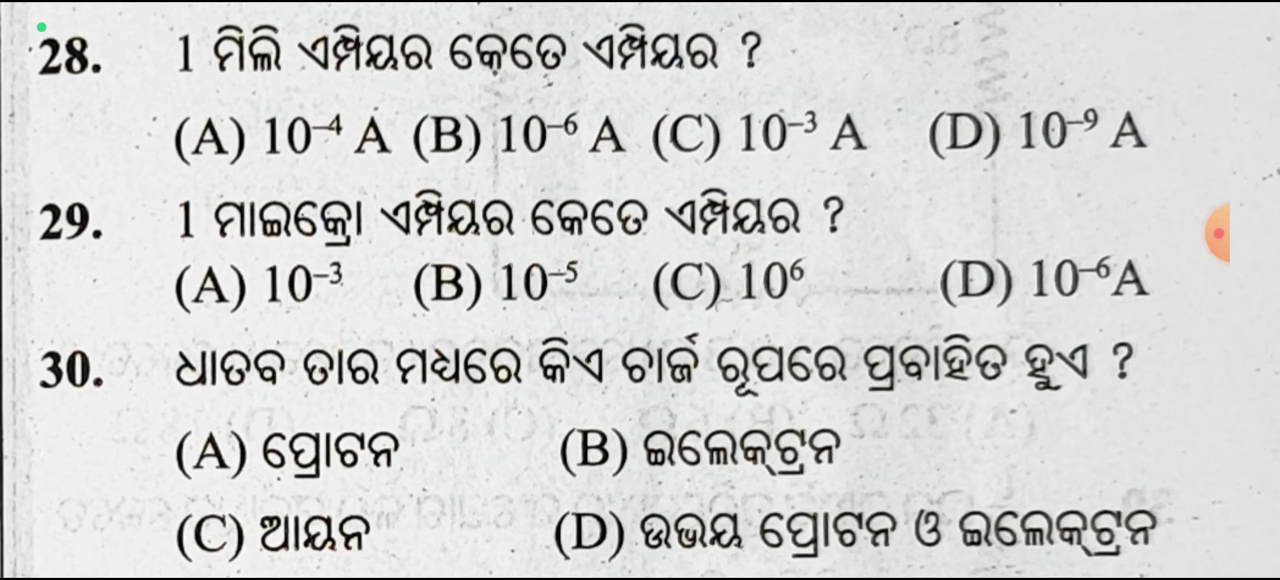 28. 1 ମିଲି ଏମ୍ପିୟର କେତେ ଏମ୍ପିୟର ?
(A) 10⁻⁴ A (B) 10⁻⁶ A (C) 10⁻³ A (D) 10⁻⁹ A
29. 1 ମାଇକ୍ରୋ ଏମ୍ପିୟର କେତେ ଏମ୍ପିୟର ?
(A) 10⁻³ (B) 10⁻⁵ (C) 10⁶ (D) 10⁻⁶A
30. ଧାତବ ତାର ମଧ୍ୟରେ କିଏ ଚାର୍ଜ ରୂପରେ ପ୍ରବାହିତ ହୁଏ ?
(A) ପ୍ରୋଟନ (B) ଇଲେକ୍‌ଟ୍ରନ
(C) ଆୟନ (D) ଉଭୟ ପ୍ରୋଟନ ଓ ଇଲେକ୍‌ଟ୍ରନ